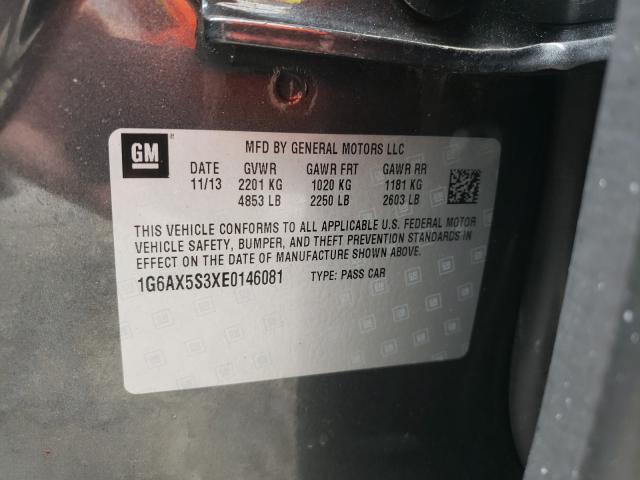 GM
MFD BY GENERAL MOTORS LLC
DATE GVWR GAWR FRT GAWR RR
11/13 2201 KG 1020 KG 1181 KG
4853 LB 2250 LB 2603 LB
THIS VEHICLE CONFORMS TO ALL APPLICABLE U.S. FEDERAL MOTOR
VEHICLE SAFETY, BUMPER, AND THEFT PREVENTION STANDARDS IN
EFFECT ON THE DATE OF MANUFACTURE SHOWN ABOVE.
1G6AX5S3XE0146081 TYPE: PASS CAR